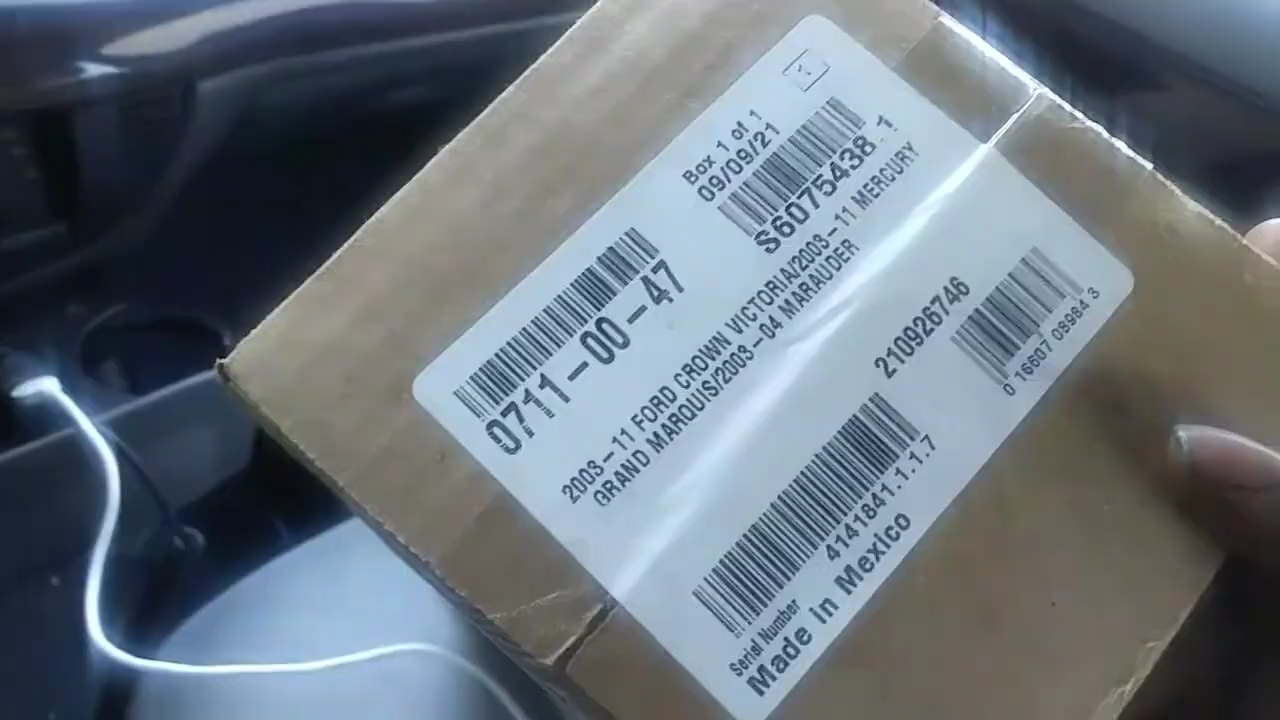 1
Box 1 of 1
09/09/21
S6075438 1
0711-00-47
2003-11 FORD CROWN VICTORIA/2003-11 MERCURY
GRAND MARQUIS/2003-04 MARAUDER
210926746
0 16607 08984 3
4141841.1.1.7
Serial Number
Made in Mexico